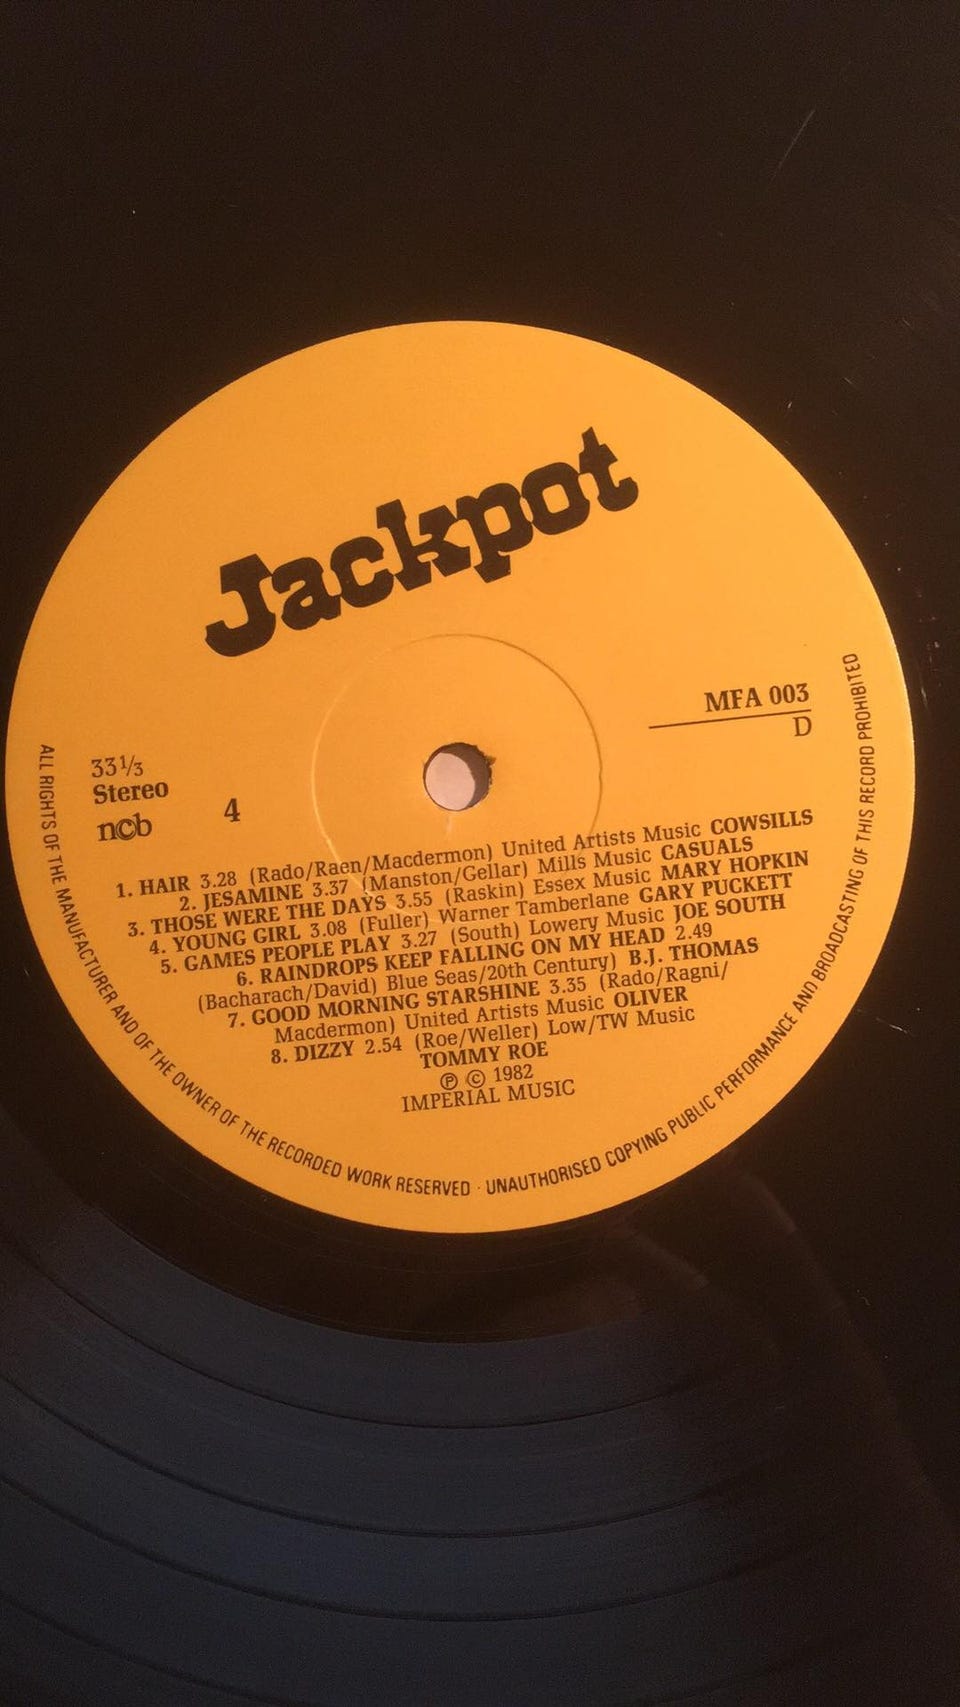 Jackpot
MFA 003
D
33⅓
Stereo
ncb
4
1. HAIR 3.28 (Rado/Raen/Macdermon) United Artists Music COWSILLS
2. JESAMINE 3.37 (Manston/Gellar) Mills Music CASUALS
3. THOSE WERE THE DAYS 3.55 (Raskin) Essex Music MARY HOPKIN
4. YOUNG GIRL 3.08 (Fuller) Warner Tamberlane GARY PUCKETT
5. GAMES PEOPLE PLAY 3.27 (South) Lowery Music JOE SOUTH
6. RAINDROPS KEEP FALLING ON MY HEAD 2.49
(Bacharach/David) Blue Seas/20th Century) B.J. THOMAS
7. GOOD MORNING STARSHINE 3.35 (Rado/Ragni/
Macdermon) United Artists Music OLIVER
8. DIZZY 2.54 (Roe/Weller) Low/TW Music
TOMMY ROE
Ⓟ © 1982
IMPERIAL MUSIC
ALL RIGHTS OF THE MANUFACTURER AND OF THE OWNER OF THE RECORDED WORK RESERVED · UNAUTHORISED COPYING PUBLIC PERFORMANCE AND BROADCASTING OF THIS RECORD PROHIBITED